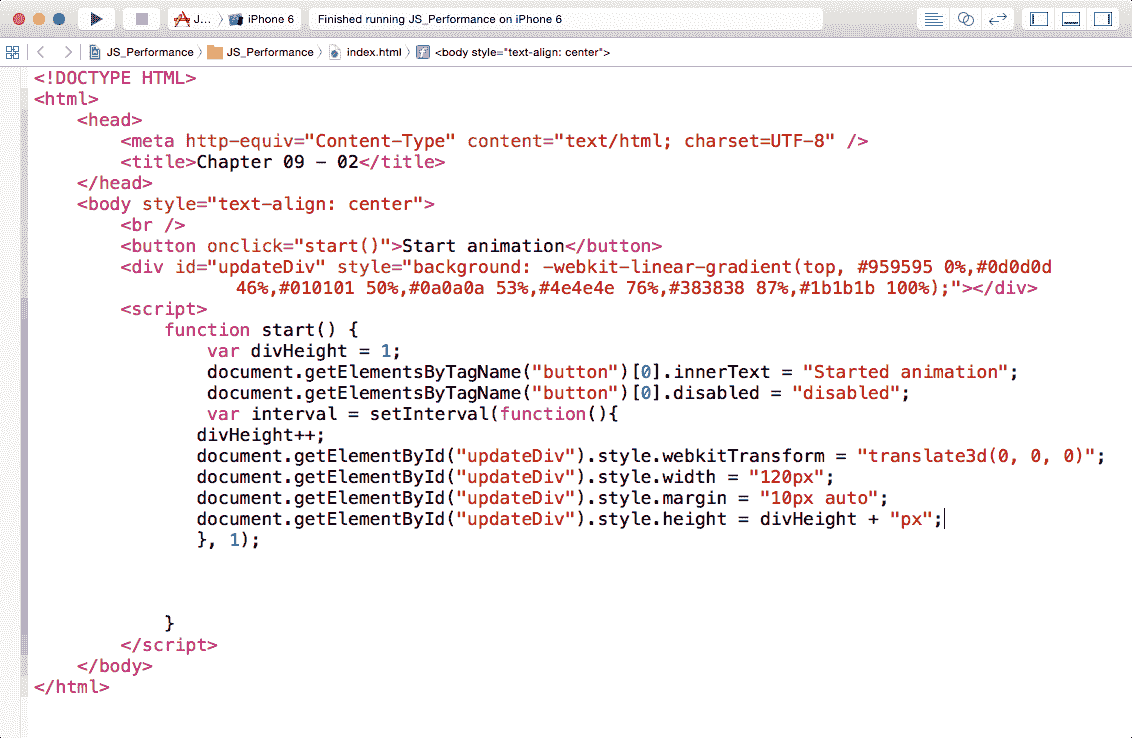 J... 〉 iPhone 6 Finished running JS_Performance on iPhone 6
JS_Performance 〉 JS_Performance 〉 index.html 〉 f <body style="text-align: center">
<!DOCTYPE HTML>
<html>
<head>
<meta http-equiv="Content-Type" content="text/html; charset=UTF-8" />
<title>Chapter 09 - 02</title>
</head>
<body style="text-align: center">
<br />
<button onclick="start()">Start animation</button>
<div id="updateDiv" style="background: -webkit-linear-gradient(top, #959595 0%,#0d0d0d
46%,#010101 50%,#0a0a0a 53%,#4e4e4e 76%,#383838 87%,#1b1b1b 100%);"></div>
<script>
function start() {
var divHeight = 1;
document.getElementsByTagName("button")[0].innerText = "Started animation";
document.getElementsByTagName("button")[0].disabled = "disabled";
var interval = setInterval(function(){
divHeight++;
document.getElementById("updateDiv").style.webkitTransform = "translate3d(0, 0, 0)";
document.getElementById("updateDiv").style.width = "120px";
document.getElementById("updateDiv").style.margin = "10px auto";
document.getElementById("updateDiv").style.height = divHeight + "px";
}, 1);
}
</script>
</body>
</html>